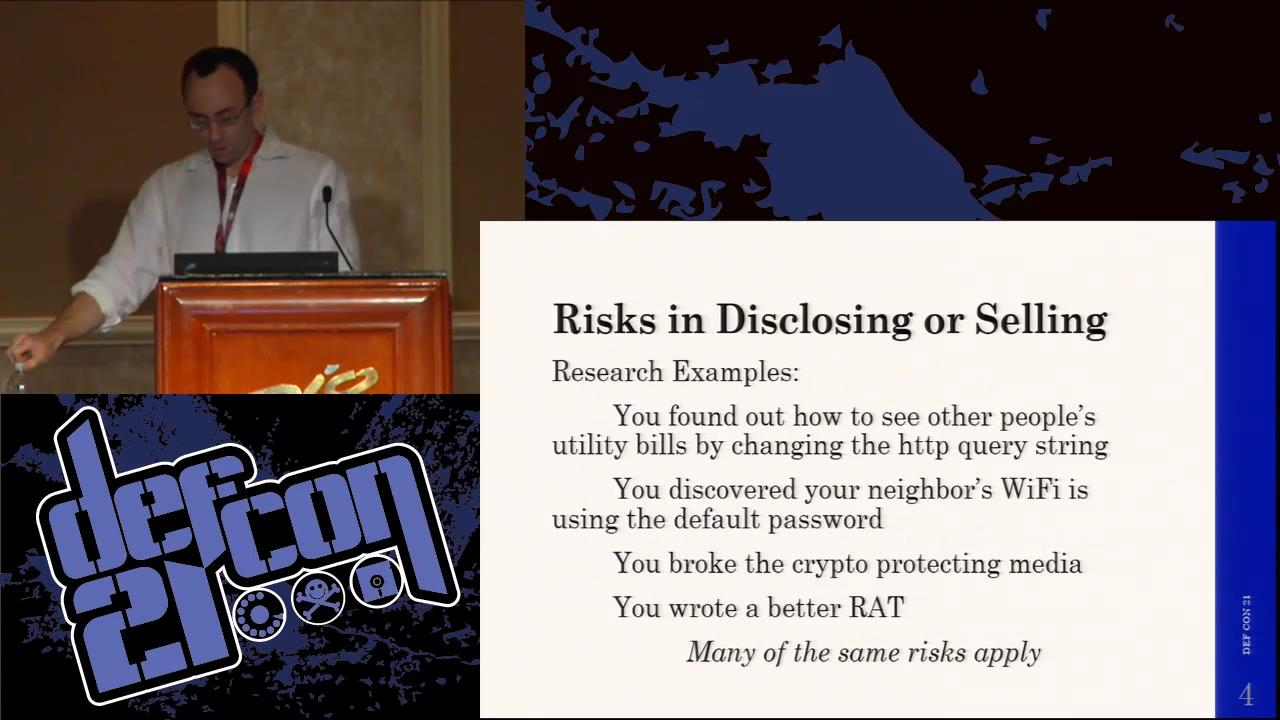 Risks in Disclosing or Selling
Research Examples:
You found out how to see other people's
utility bills by changing the http query string
You discovered your neighbor's WiFi is
using the default password
You broke the crypto protecting media
You wrote a better RAT
Many of the same risks apply
DEF CON 21
4
defcon
21